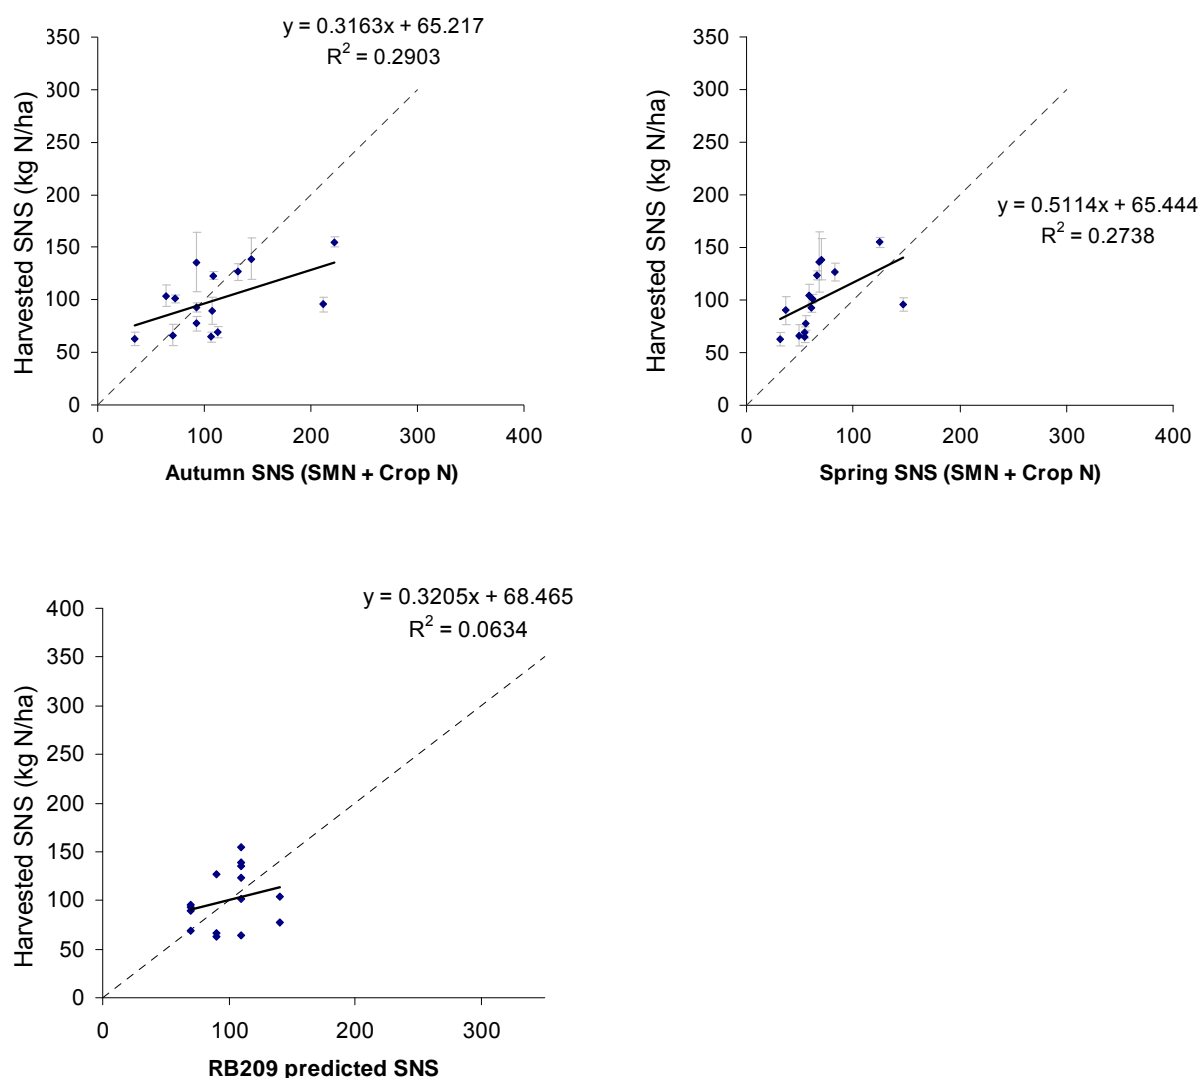 y = 0.3163x + 65.217
R2 = 0.2903
Harvested SNS (kg N/ha)
350
300
250
200
150
100
50
0
0 100 200 300 400
Autumn SNS (SMN + Crop N)
y = 0.5114x + 65.444
R2 = 0.2738
Harvested SNS (kg N/ha)
350
300
250
200
150
100
50
0
0 100 200 300 400
Spring SNS (SMN + Crop N)
y = 0.3205x + 68.465
R2 = 0.0634
Harvested SNS (kg N/ha)
400
350
300
250
200
150
100
50
0
0 100 200 300
RB209 predicted SNS